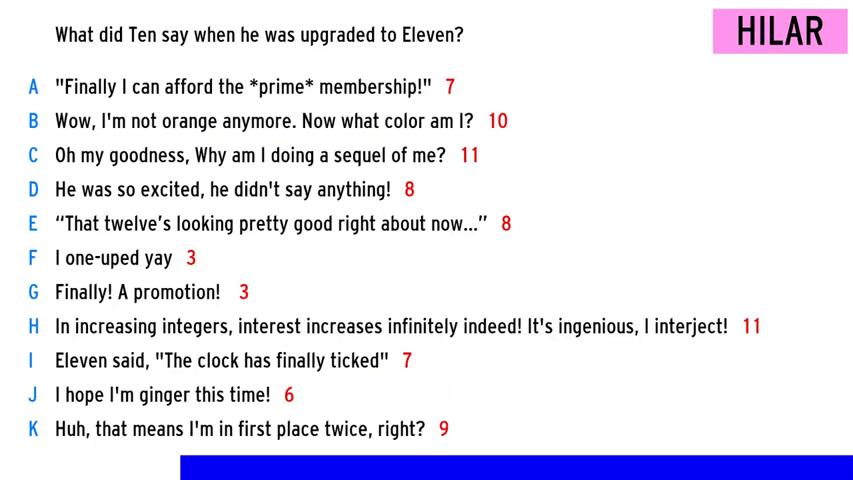 What did Ten say when he was upgraded to Eleven?
HILAR
A "Finally I can afford the *prime* membership!" 7
B Wow, I'm not orange anymore. Now what color am I? 10
C Oh my goodness, Why am I doing a sequel of me? 11
D He was so excited, he didn't say anything! 8
E “That twelve’s looking pretty good right about now...” 8
F I one-uped yay 3
G Finally! A promotion! 3
H In increasing integers, interest increases infinitely indeed! It's ingenious, I interject! 11
I Eleven said, "The clock has finally ticked" 7
J I hope I'm ginger this time! 6
K Huh, that means I'm in first place twice, right? 9